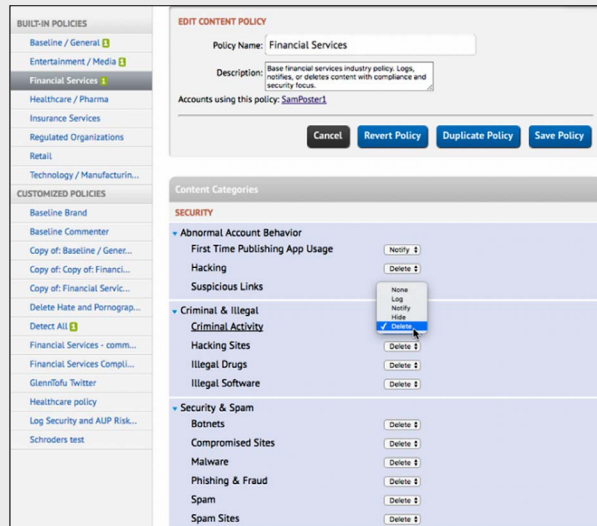 BUILT-IN POLICIES
Baseline / General 1
Entertainment / Media 1
Financial Services 1
Healthcare / Pharma
Insurance Services
Regulated Organizations
Retail
Technology / Manufacturin...
CUSTOMIZED POLICIES
Baseline Brand
Baseline Commenter
Copy of: Baseline / Gener...
Copy of: Copy of: Financi...
Copy of: Financial Servic...
Delete Hate and Pornograp...
Detect All 1
Financial Services - comm...
Financial Services Compli...
GlennTofu Twitter
Healthcare policy
Log Security and AUP Risk...
Schroders test
EDIT CONTENT POLICY
Policy Name: Financial Services
Description: Base financial services industry policy. Logs,
notifies, or deletes content with compliance and
security focus.
Accounts using this policy: SamPoster1
Cancel Revert Policy Duplicate Policy Save Policy
Content Categories
SECURITY
Abnormal Account Behavior
First Time Publishing App Usage Notify
Hacking Delete
Suspicious Links
None
Log
Notify
Hide
✓ Delete
Criminal & Illegal
Criminal Activity
Hacking Sites Delete
Illegal Drugs Delete
Illegal Software Delete
Security & Spam
Botnets Delete
Compromised Sites Delete
Malware Delete
Phishing & Fraud Delete
Spam Delete
Spam Sites Delete